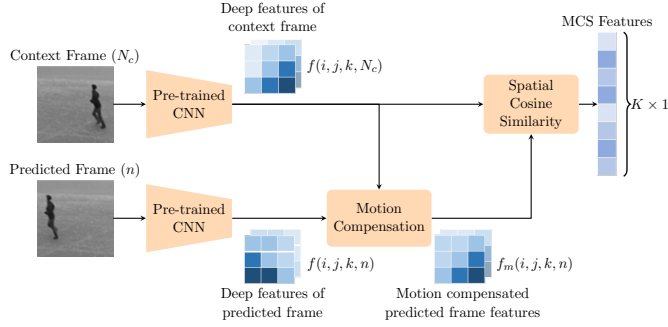 Deep features of
context frame
MCS Features
Context Frame (N_c)
f(i, j, k, N_c)
Pre-trained
CNN
Spatial
Cosine
Similarity
K × 1
Predicted Frame (n)
Pre-trained
CNN
Motion
Compensation
f(i, j, k, n)
f_m(i, j, k, n)
Deep features of
predicted frame
Motion compensated
predicted frame features